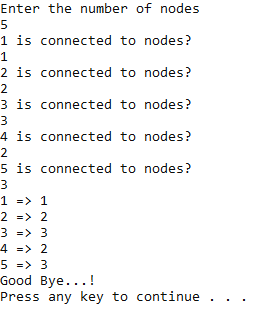 Enter the number of nodes
5
1 is connected to nodes?
1
2 is connected to nodes?
2
3 is connected to nodes?
3
4 is connected to nodes?
2
5 is connected to nodes?
3
1 => 1
2 => 2
3 => 3
4 => 2
5 => 3
Good Bye...!
Press any key to continue . . .